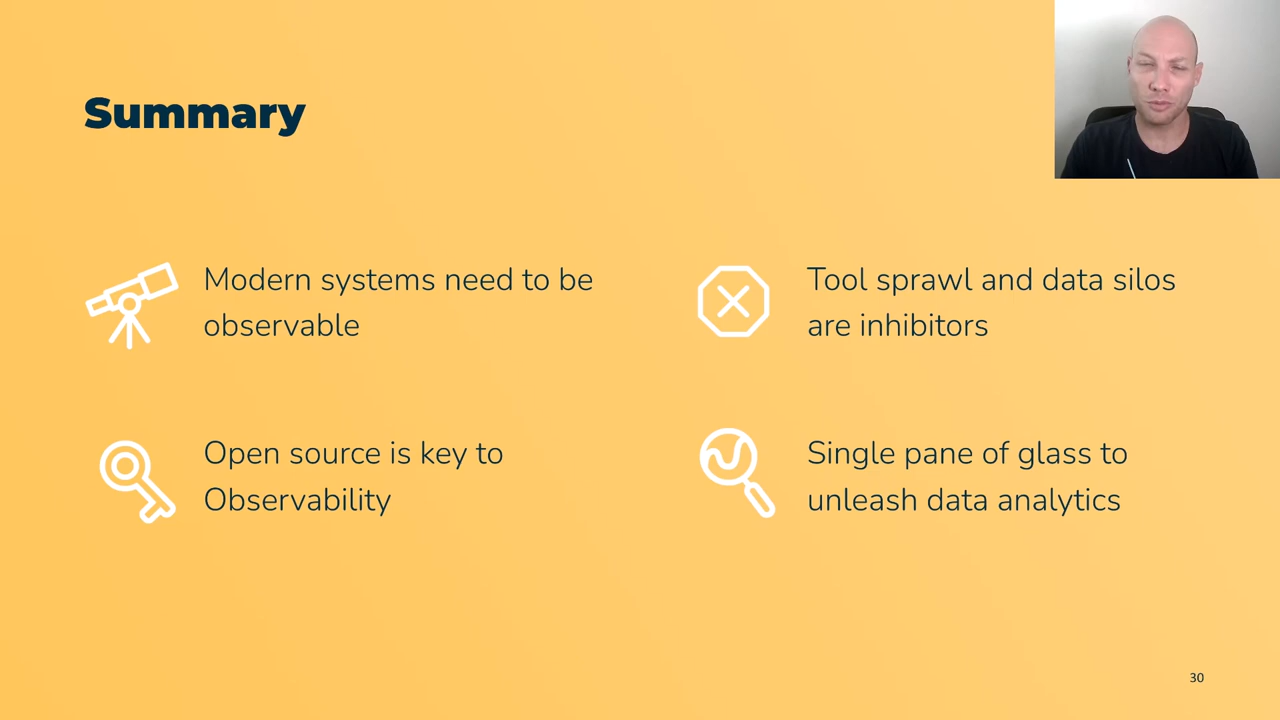 Summary
Modern systems need to be
observable
Tool sprawl and data silos
are inhibitors
Open source is key to
Observability
Single pane of glass to
unleash data analytics
30